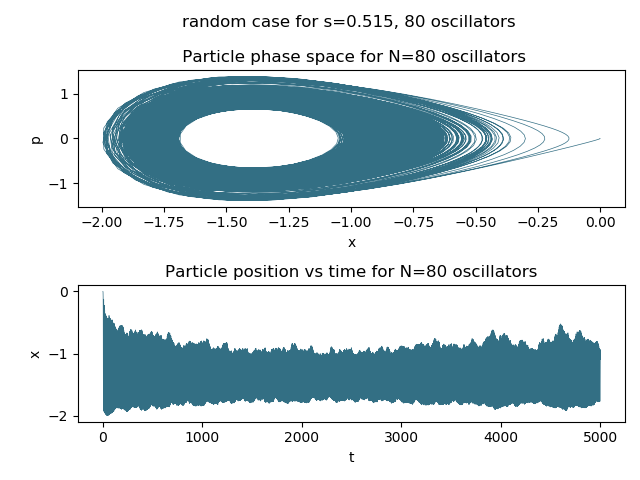 random case for s=0.515, 80 oscillators
Particle phase space for N=80 oscillators
1
0
−1
p
−2.00 −1.75 −1.50 −1.25 −1.00 −0.75 −0.50 −0.25 0.00
x
Particle position vs time for N=80 oscillators
0
−1
−2
x
0 1000 2000 3000 4000 5000
t